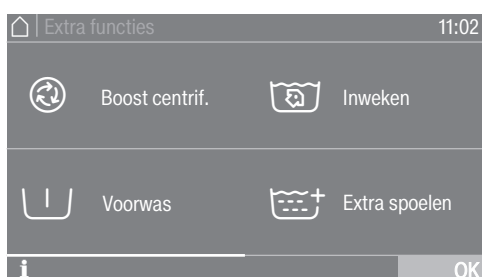 Extra functies 11:02
Boost centrif. Inweken
Voorwas Extra spoelen
i OK